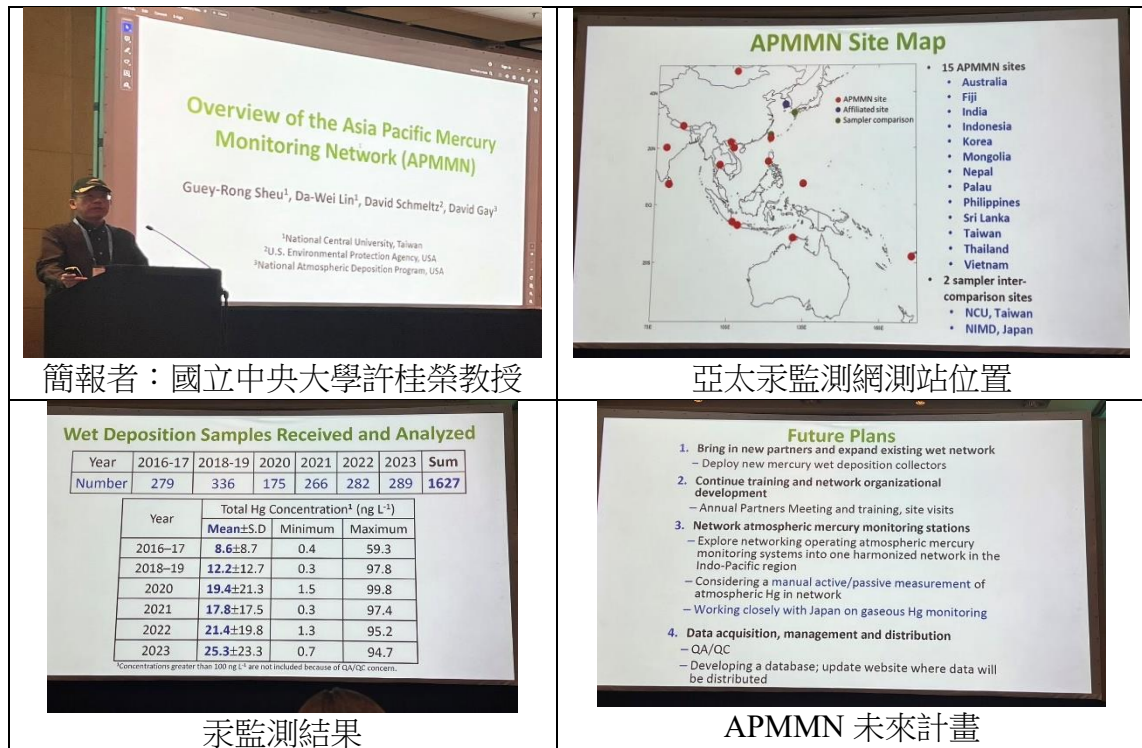 Overview of the Asia Pacific Mercury
Monitoring Network (APMMN)
Guey-Rong Sheu¹, Da-Wei Lin¹, David Schmeltz², David Gay³
¹National Central University, Taiwan
²U.S. Environmental Protection Agency, USA
³National Atmospheric Deposition Program, USA
簡報者：國立中央大學許桂榮教授
APMMN Site Map
• 15 APMMN sites
• Australia
• Fiji
• India
• Indonesia
• Korea
• Mongolia
• Nepal
• Palau
• Philippines
• Sri Lanka
• Taiwan
• Thailand
• Vietnam
• 2 sampler inter-
comparison sites
• NCU, Taiwan
• NIMD, Japan
APMMN site
Affiliated site
Sampler comparison
亞太汞監測網測站位置
Wet Deposition Samples Received and Analyzed
Year 2016-17 2018-19 2020 2021 2022 2023 Sum
Number 279 336 175 266 282 289 1627
Year Total Hg Concentration¹ (ng L⁻¹)
Mean±S.D Minimum Maximum
2016–17 8.6±8.7 0.4 59.3
2018–19 12.2±12.7 0.3 97.8
2020 19.4±21.3 1.5 99.8
2021 17.8±17.5 0.3 97.4
2022 21.4±19.8 1.3 95.2
2023 25.3±23.3 0.7 94.7
¹Concentrations greater than 100 ng L⁻¹ are not included because of QA/QC concern.
汞監測結果
Future Plans
1. Bring in new partners and expand existing wet network
– Deploy new mercury wet deposition collectors
2. Continue training and network organizational
development
– Annual Partners Meeting and training, site visits
3. Network atmospheric mercury monitoring stations
– Explore networking operating atmospheric mercury
monitoring systems into one harmonized network in the
Indo-Pacific region
– Considering a manual active/passive measurement of
atmospheric Hg in network
– Working closely with Japan on gaseous Hg monitoring
4. Data acquisition, management and distribution
– QA/QC
– Developing a database; update website where data will
be distributed
APMMN 未來計畫